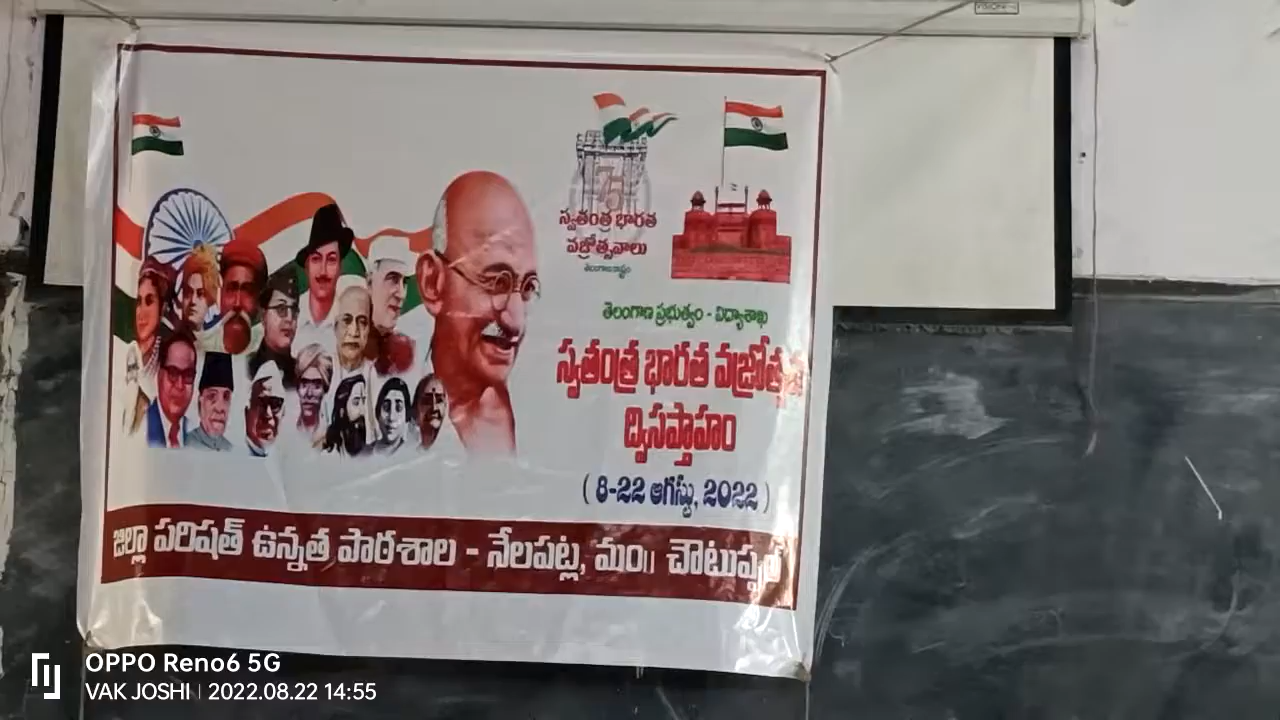 75
స్వతంత్ర భారత
వజ్రోత్సవాలు
తెలంగాణ రాష్ట్రం
తెలంగాణ ప్రభుత్వం - విద్యాశాఖ
స్వతంత్ర భారత వజ్రోత్సవ
ద్విసప్తాహం
( 8-22 ఆగస్టు, 2022 )
జిల్లా పరిషత్ ఉన్నత పాఠశాల - నేలపట్ల, మం|| చౌటుప్పల్
OPPO Reno6 5G
VAK JOSHI | 2022.08.22 14:55